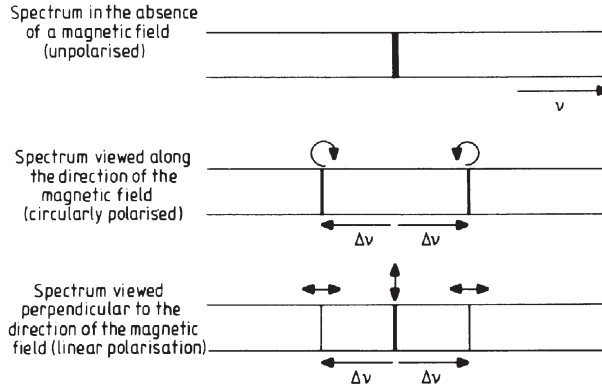 Spectrum in the absence
of a magnetic field
(unpolarised)
ν
Spectrum viewed along
the direction of the
magnetic field
(circularly polarised)
Δν Δν
Spectrum viewed
perpendicular to the
direction of the magnetic
field (linear polarisation)
Δν Δν